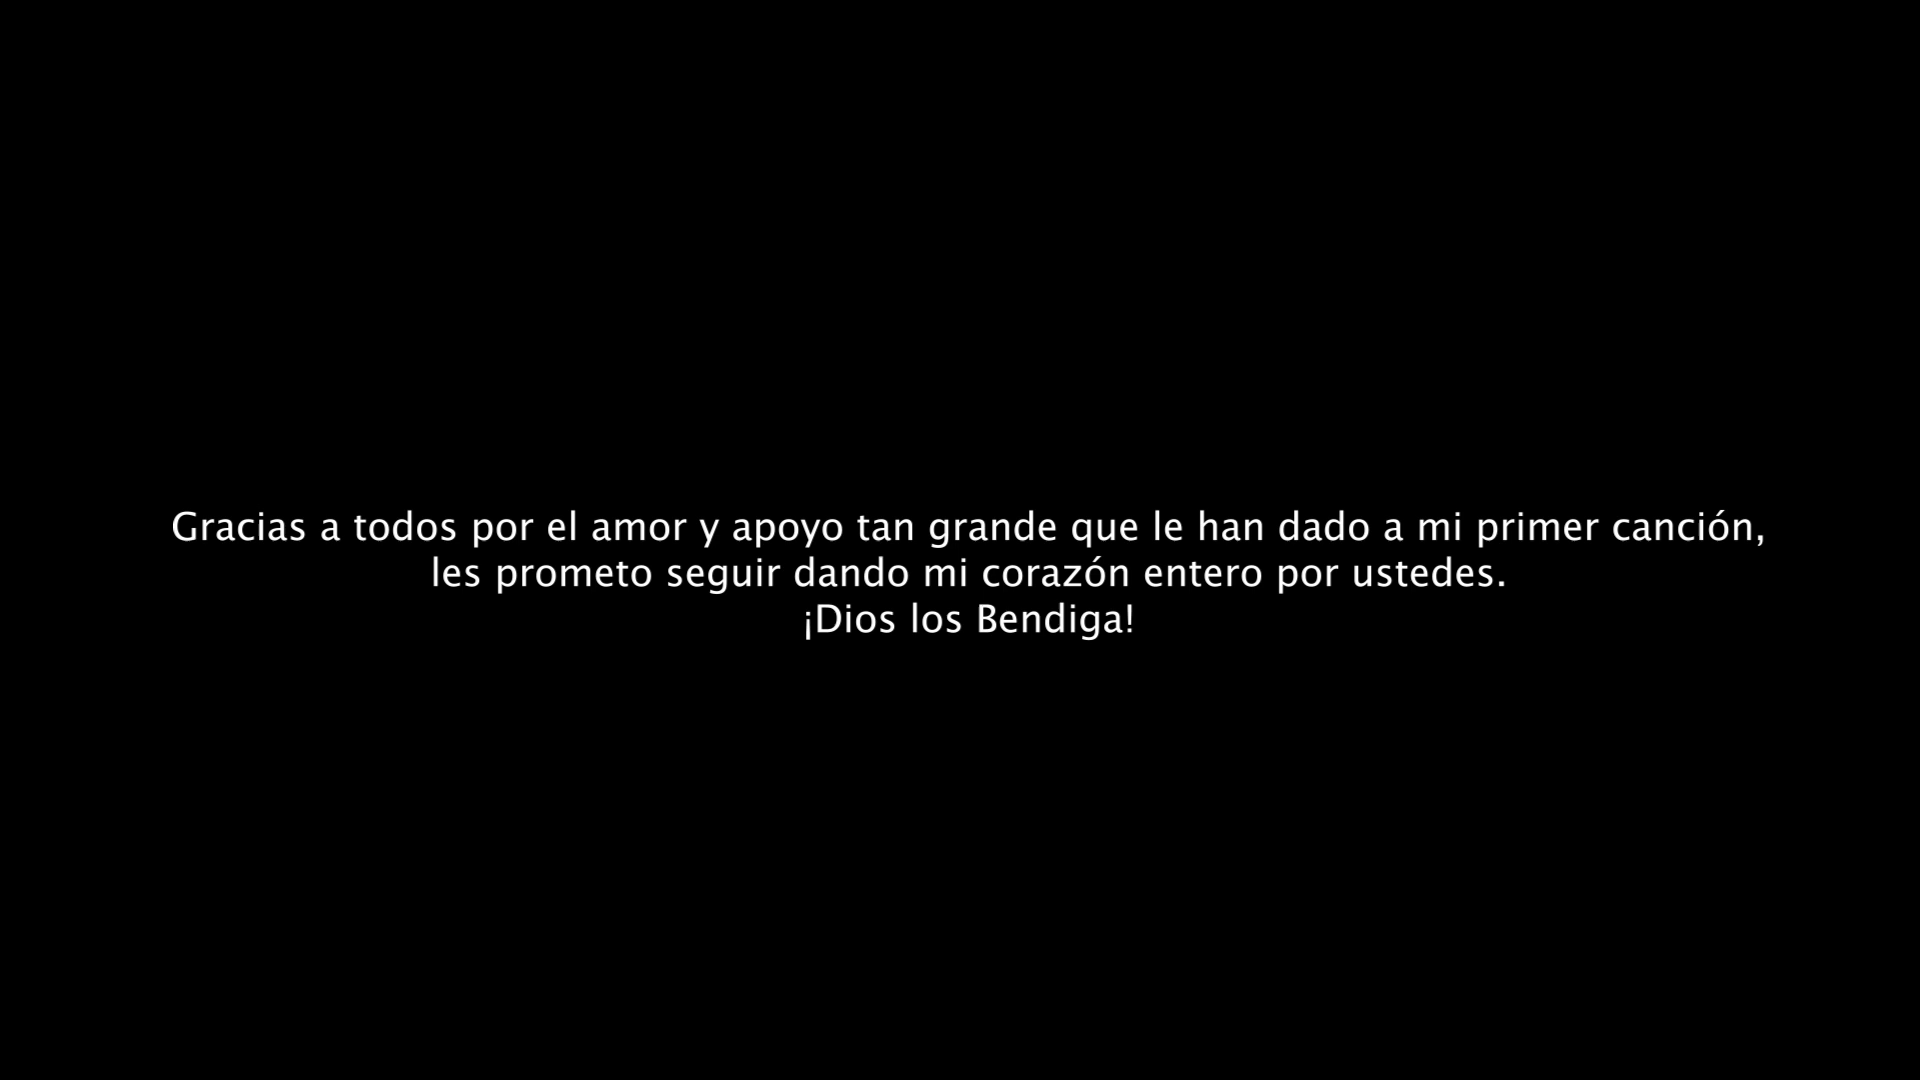 Gracias a todos por el amor y apoyo tan grande que le han dado a mi primer canción,
les prometo seguir dando mi corazón entero por ustedes.
¡Dios los Bendiga!